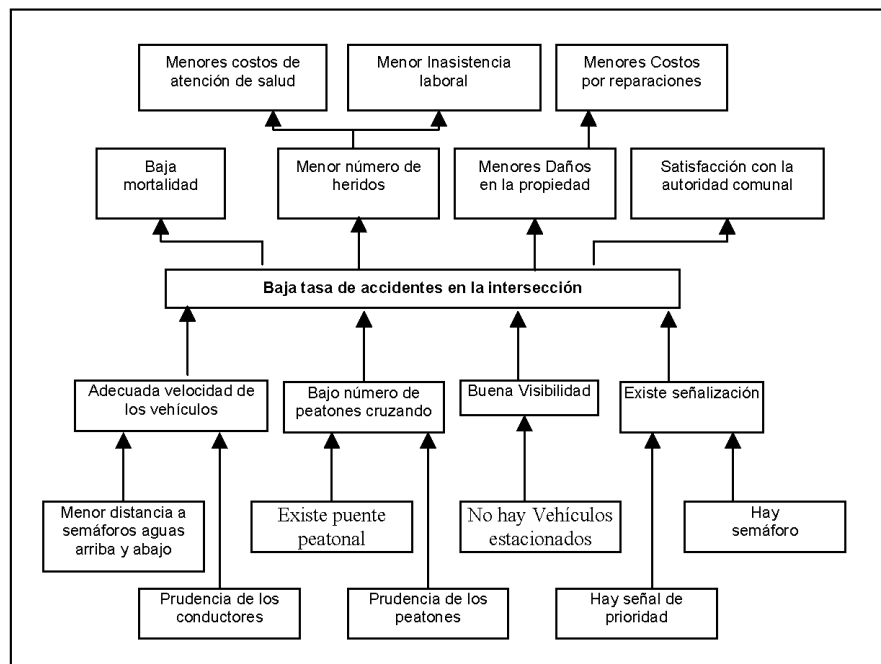 Menores costos de
atención de salud
Menor Inasistencia
laboral
Menores Costos
por reparaciones
Baja
mortalidad
Menor número de
heridos
Menores Daños
en la propiedad
Satisfacción con la
autoridad comunal
Baja tasa de accidentes en la intersección
Adecuada velocidad de
los vehículos
Bajo número de
peatones cruzando
Buena Visibilidad
Existe señalización
Menor distancia a
semáforos aguas
arriba y abajo
Existe puente
peatonal
No hay Vehículos
estacionados
Hay
semáforo
Prudencia de los
conductores
Prudencia de los
peatones
Hay señal de
prioridad